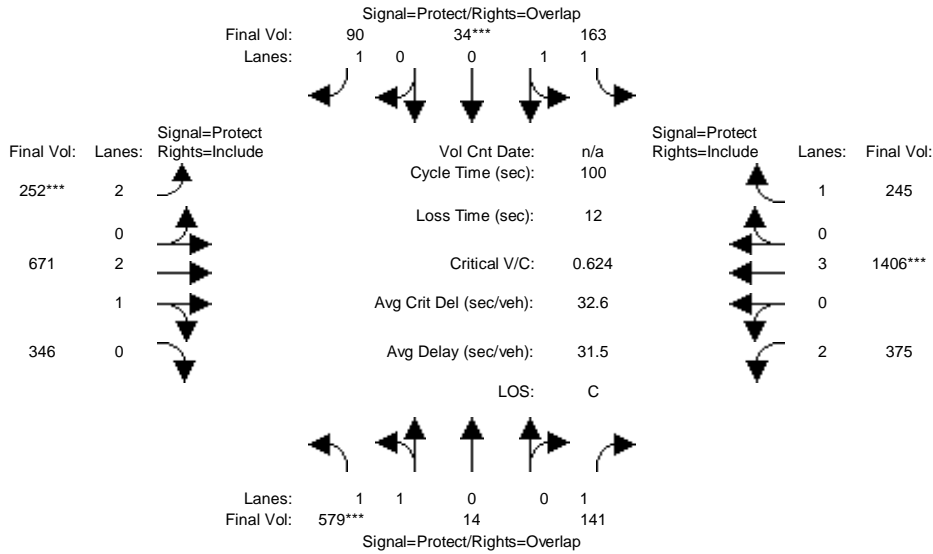 Signal=Protect/Rights=Overlap
Final Vol: 90 34*** 163
Lanes: 1 0 0 1 1
Signal=Protect
Final Vol: Lanes: Rights=Include
Vol Cnt Date: n/a
Signal=Protect
Rights=Include Lanes: Final Vol:
Cycle Time (sec): 100
252*** 2
1 245
Loss Time (sec): 12
0
0
671 2
Critical V/C: 0.624
3 1406***
1
Avg Crit Del (sec/veh): 32.6
0
346 0
Avg Delay (sec/veh): 31.5
2 375
LOS: C
Lanes: 1 1 0 0 1
Final Vol: 579*** 14 141
Signal=Protect/Rights=Overlap